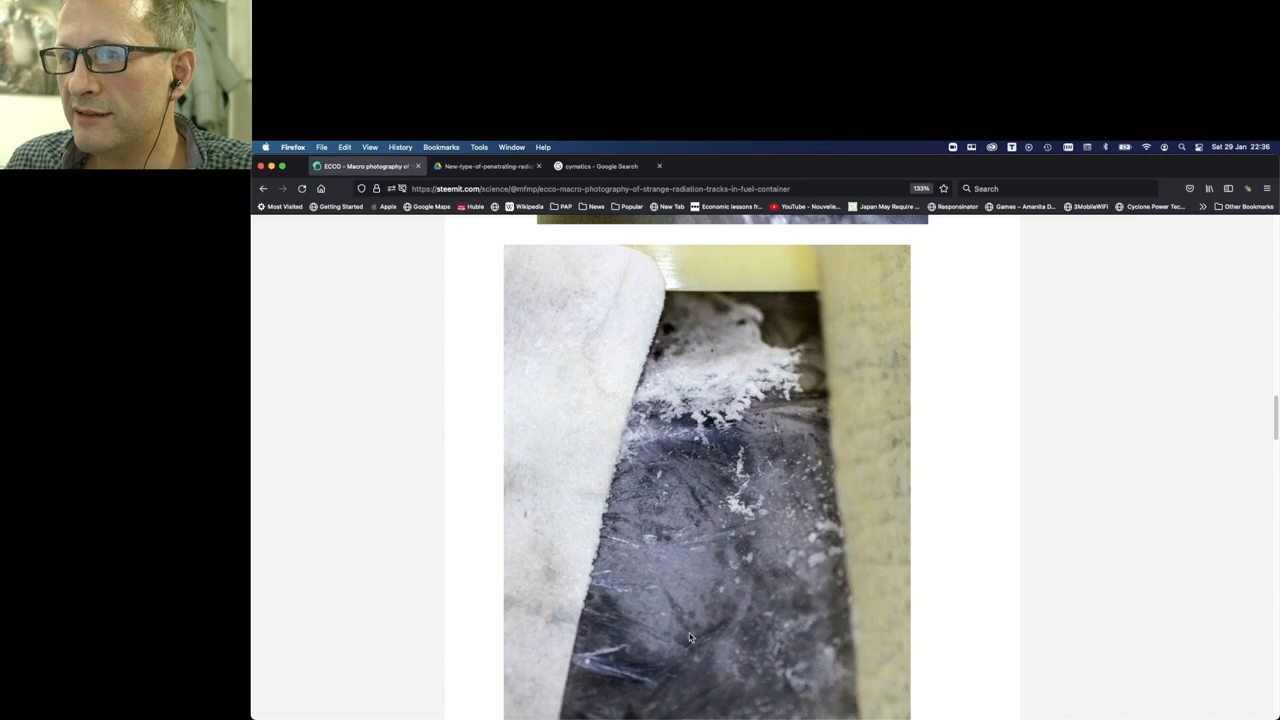 Firefox File Edit View History Bookmarks Tools Window Help Sat 29 Jan 22:36
ECCO - Macro photography of New-type-of-penetrating-radia cymatics - Google Search
https://steemit.com/science/@mfmp/ecco-macro-photography-of-strange-radiation-tracks-in-fuel-container 133% Search
Most Visited Getting Started Apple Google Maps Huble Wikipedia PAP News Popular New Tab Economic lessons fr... YouTube - Nouvelle... Japan May Require ... Responsinator Games – Amanita D... 3MobileWiFi Cyclone Power Tec... Other Bookmarks